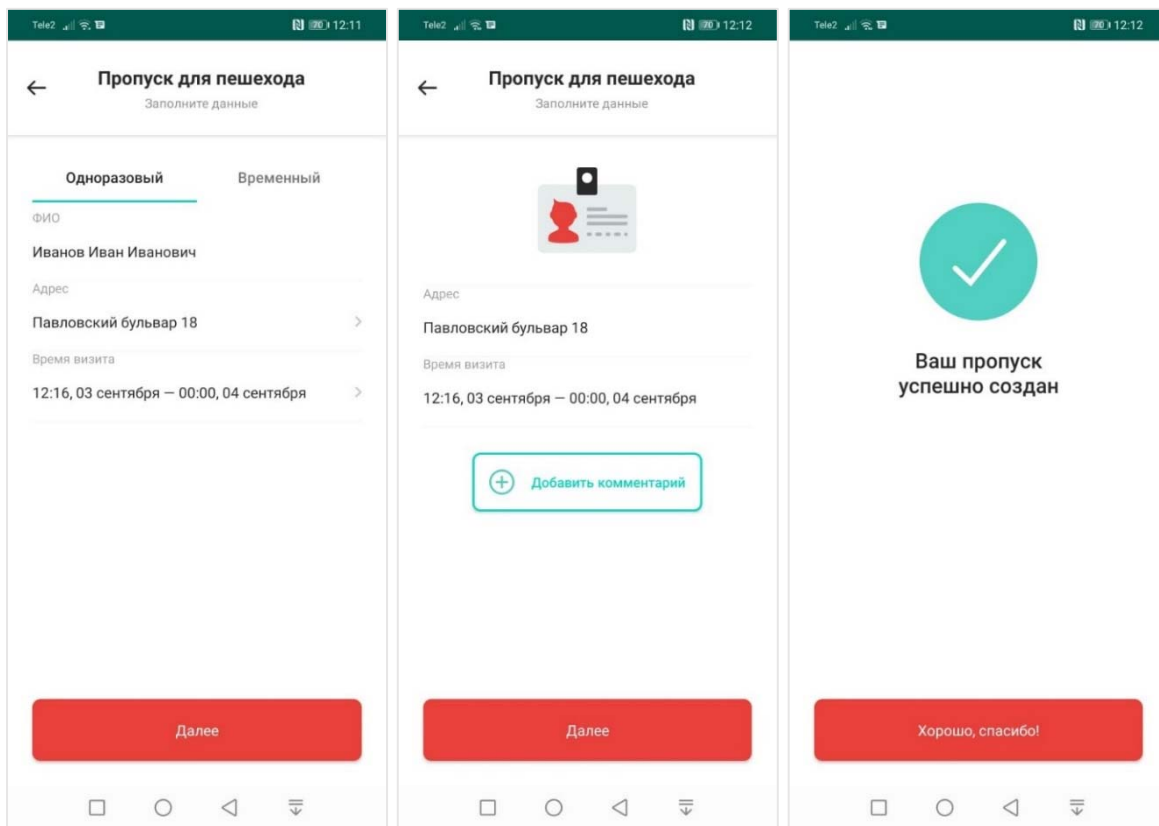 Tele2 70 12:11
Пропуск для пешехода
Заполните данные
Одноразовый Временный
ФИО
Иванов Иван Иванович
Адрес
Павловский бульвар 18
Время визита
12:16, 03 сентября — 00:00, 04 сентября
Далее
Tele2 70 12:12
Пропуск для пешехода
Заполните данные
Адрес
Павловский бульвар 18
Время визита
12:16, 03 сентября — 00:00, 04 сентября
Добавить комментарий
Далее
Tele2 70 12:12
Ваш пропуск
успешно создан
Хорошо, спасибо!